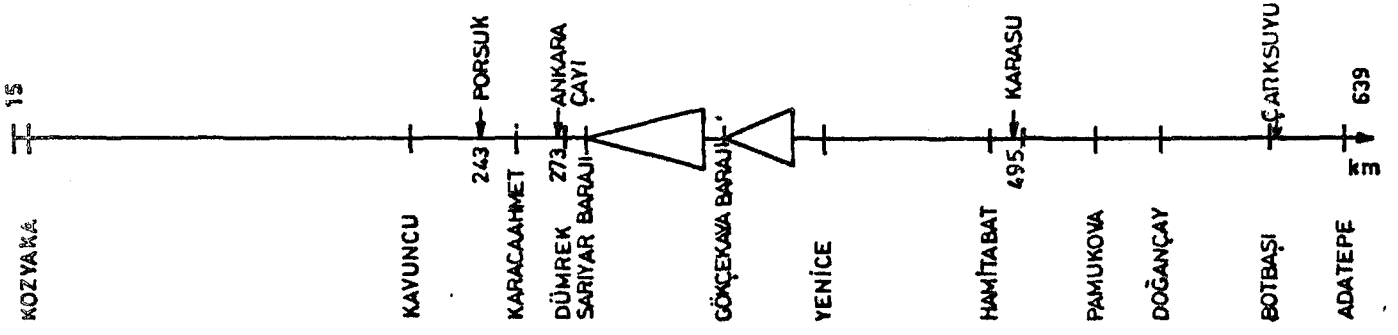 15
PORSUK
ANKARA
ÇAYI
KARASU
ÇARKSUYU
639
243
273
495
km
KOZYAKA
KAVUNCU
KARACAAHMET
DÜMREK
SARIYAR BARAJI
GÖKÇEKAYA BARAJI
YENİCE
HAMİTABAT
PAMUKOVA
DOĞANÇAY
BOTBAŞI
ADATEPE